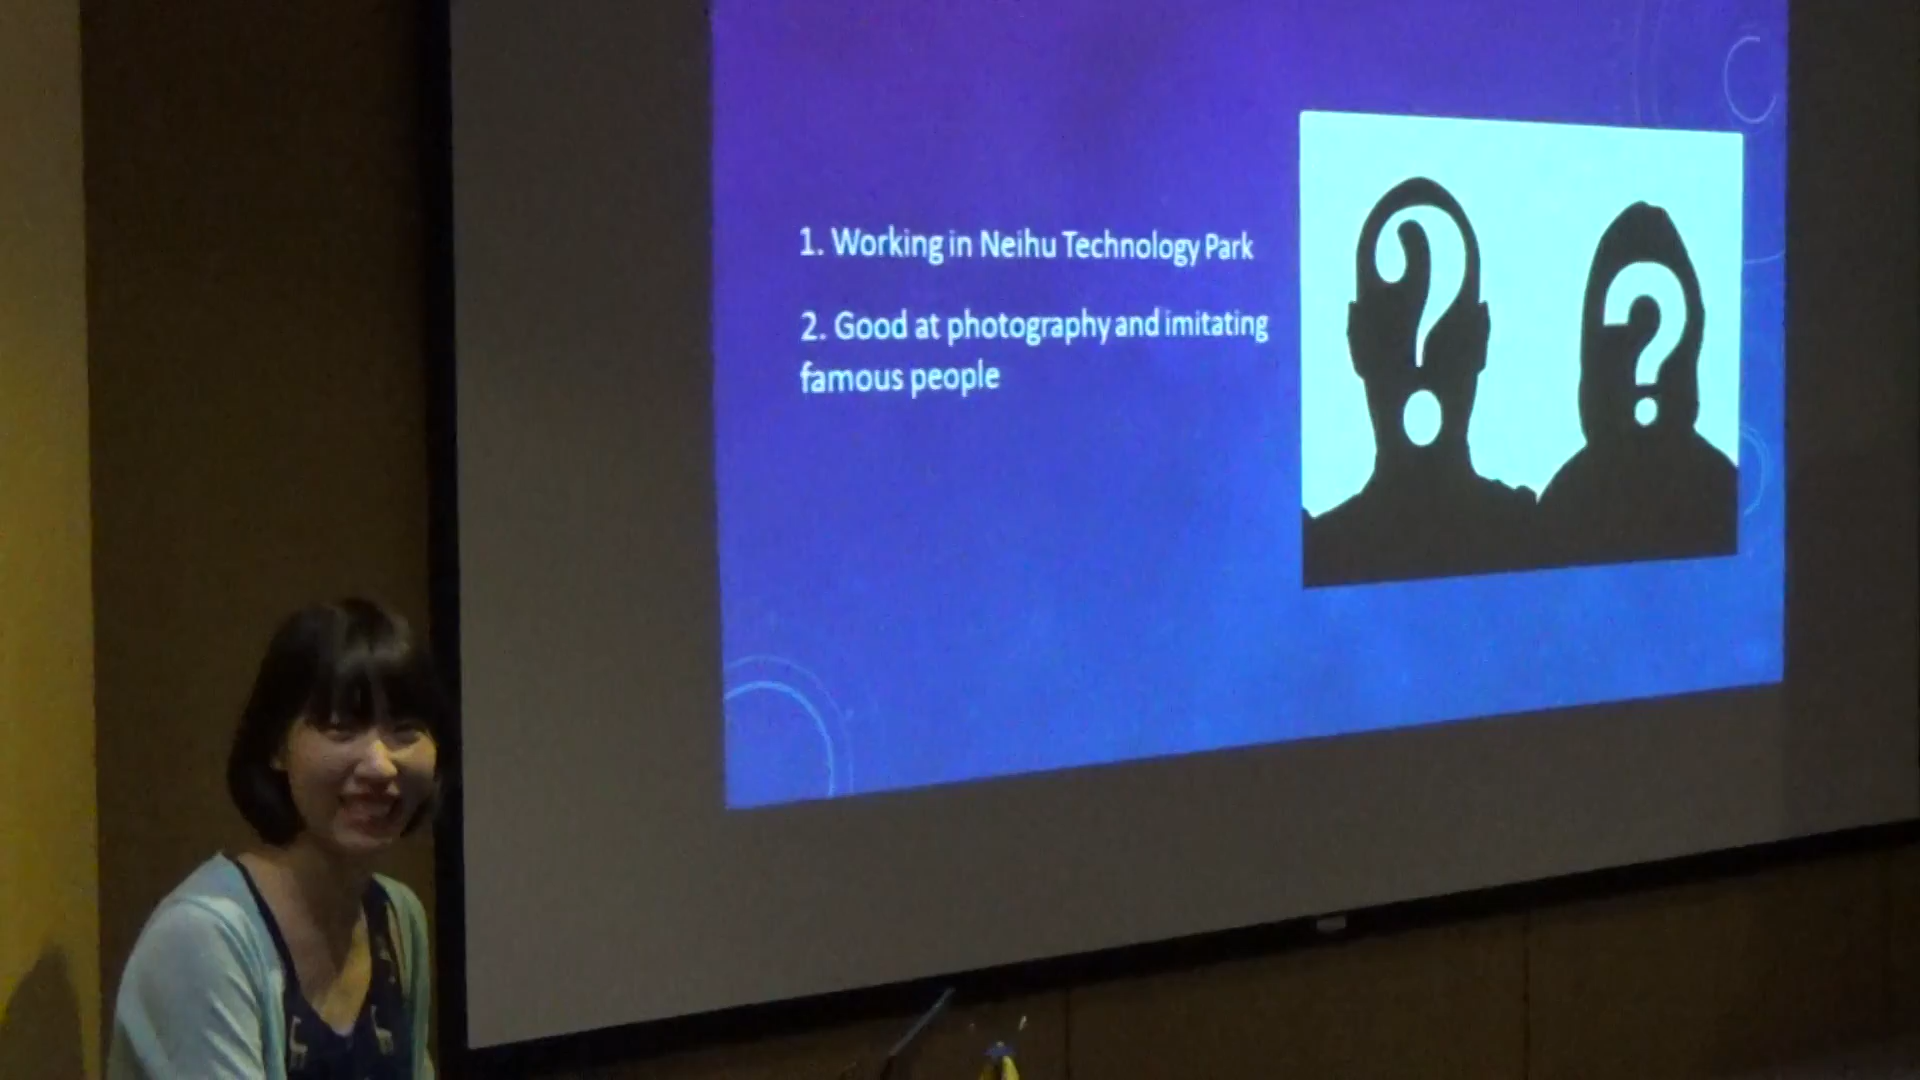 1. Working in Neihu Technology Park
2. Good at photography and imitating
famous people
? ?